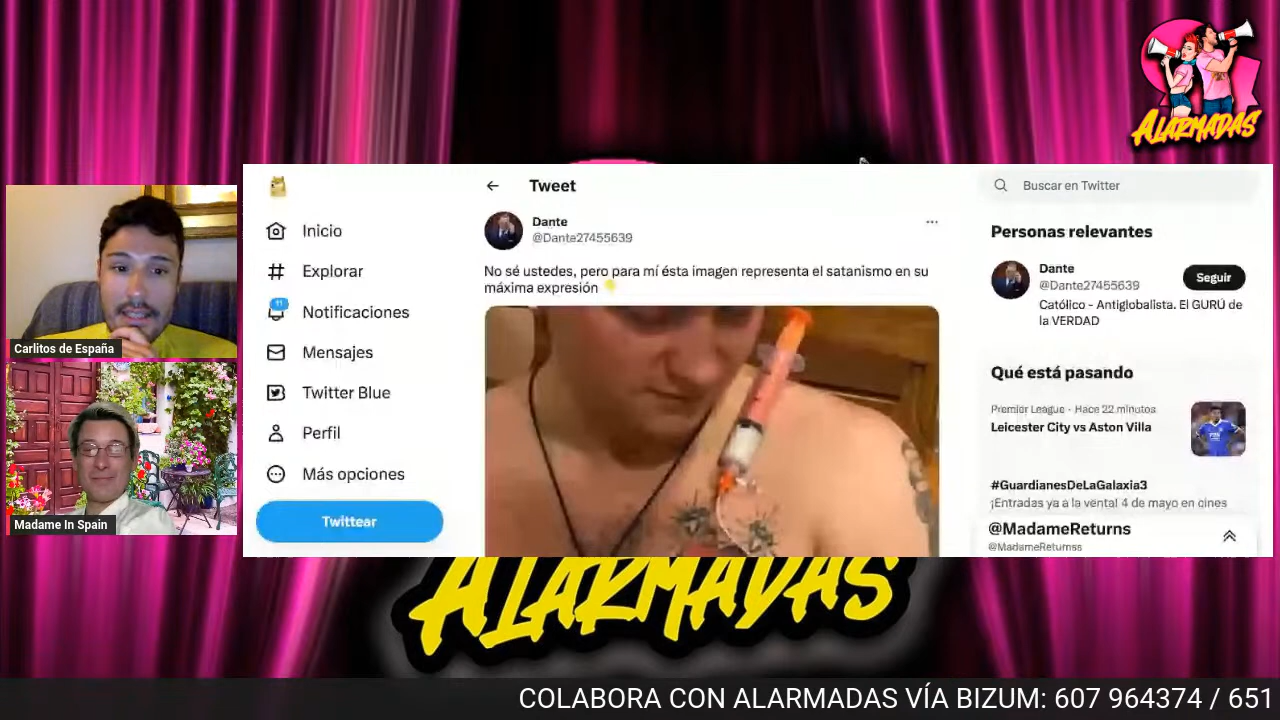 ALARMADAS
Carlitos de España
Madame In Spain
Inicio
Explorar
11
Notificaciones
Mensajes
Twitter Blue
Perfil
Más opciones
Twittear
Tweet
Dante
@Dante27455639
No sé ustedes, pero para mí ésta imagen representa el satanismo en su
máxima expresión
Buscar en Twitter
Personas relevantes
Dante
@Dante27455639
Seguir
Católico - Antiglobalista. El GURÚ de
la VERDAD
Qué está pasando
Premier League · Hace 22 minutos
Leicester City vs Aston Villa
#GuardianesDeLaGalaxia3
¡Entradas ya a la venta! 4 de mayo en cines
@MadameReturns
@MadameReturnss
ALARMADAS
COLABORA CON ALARMADAS VÍA BIZUM: 607 964374 / 651